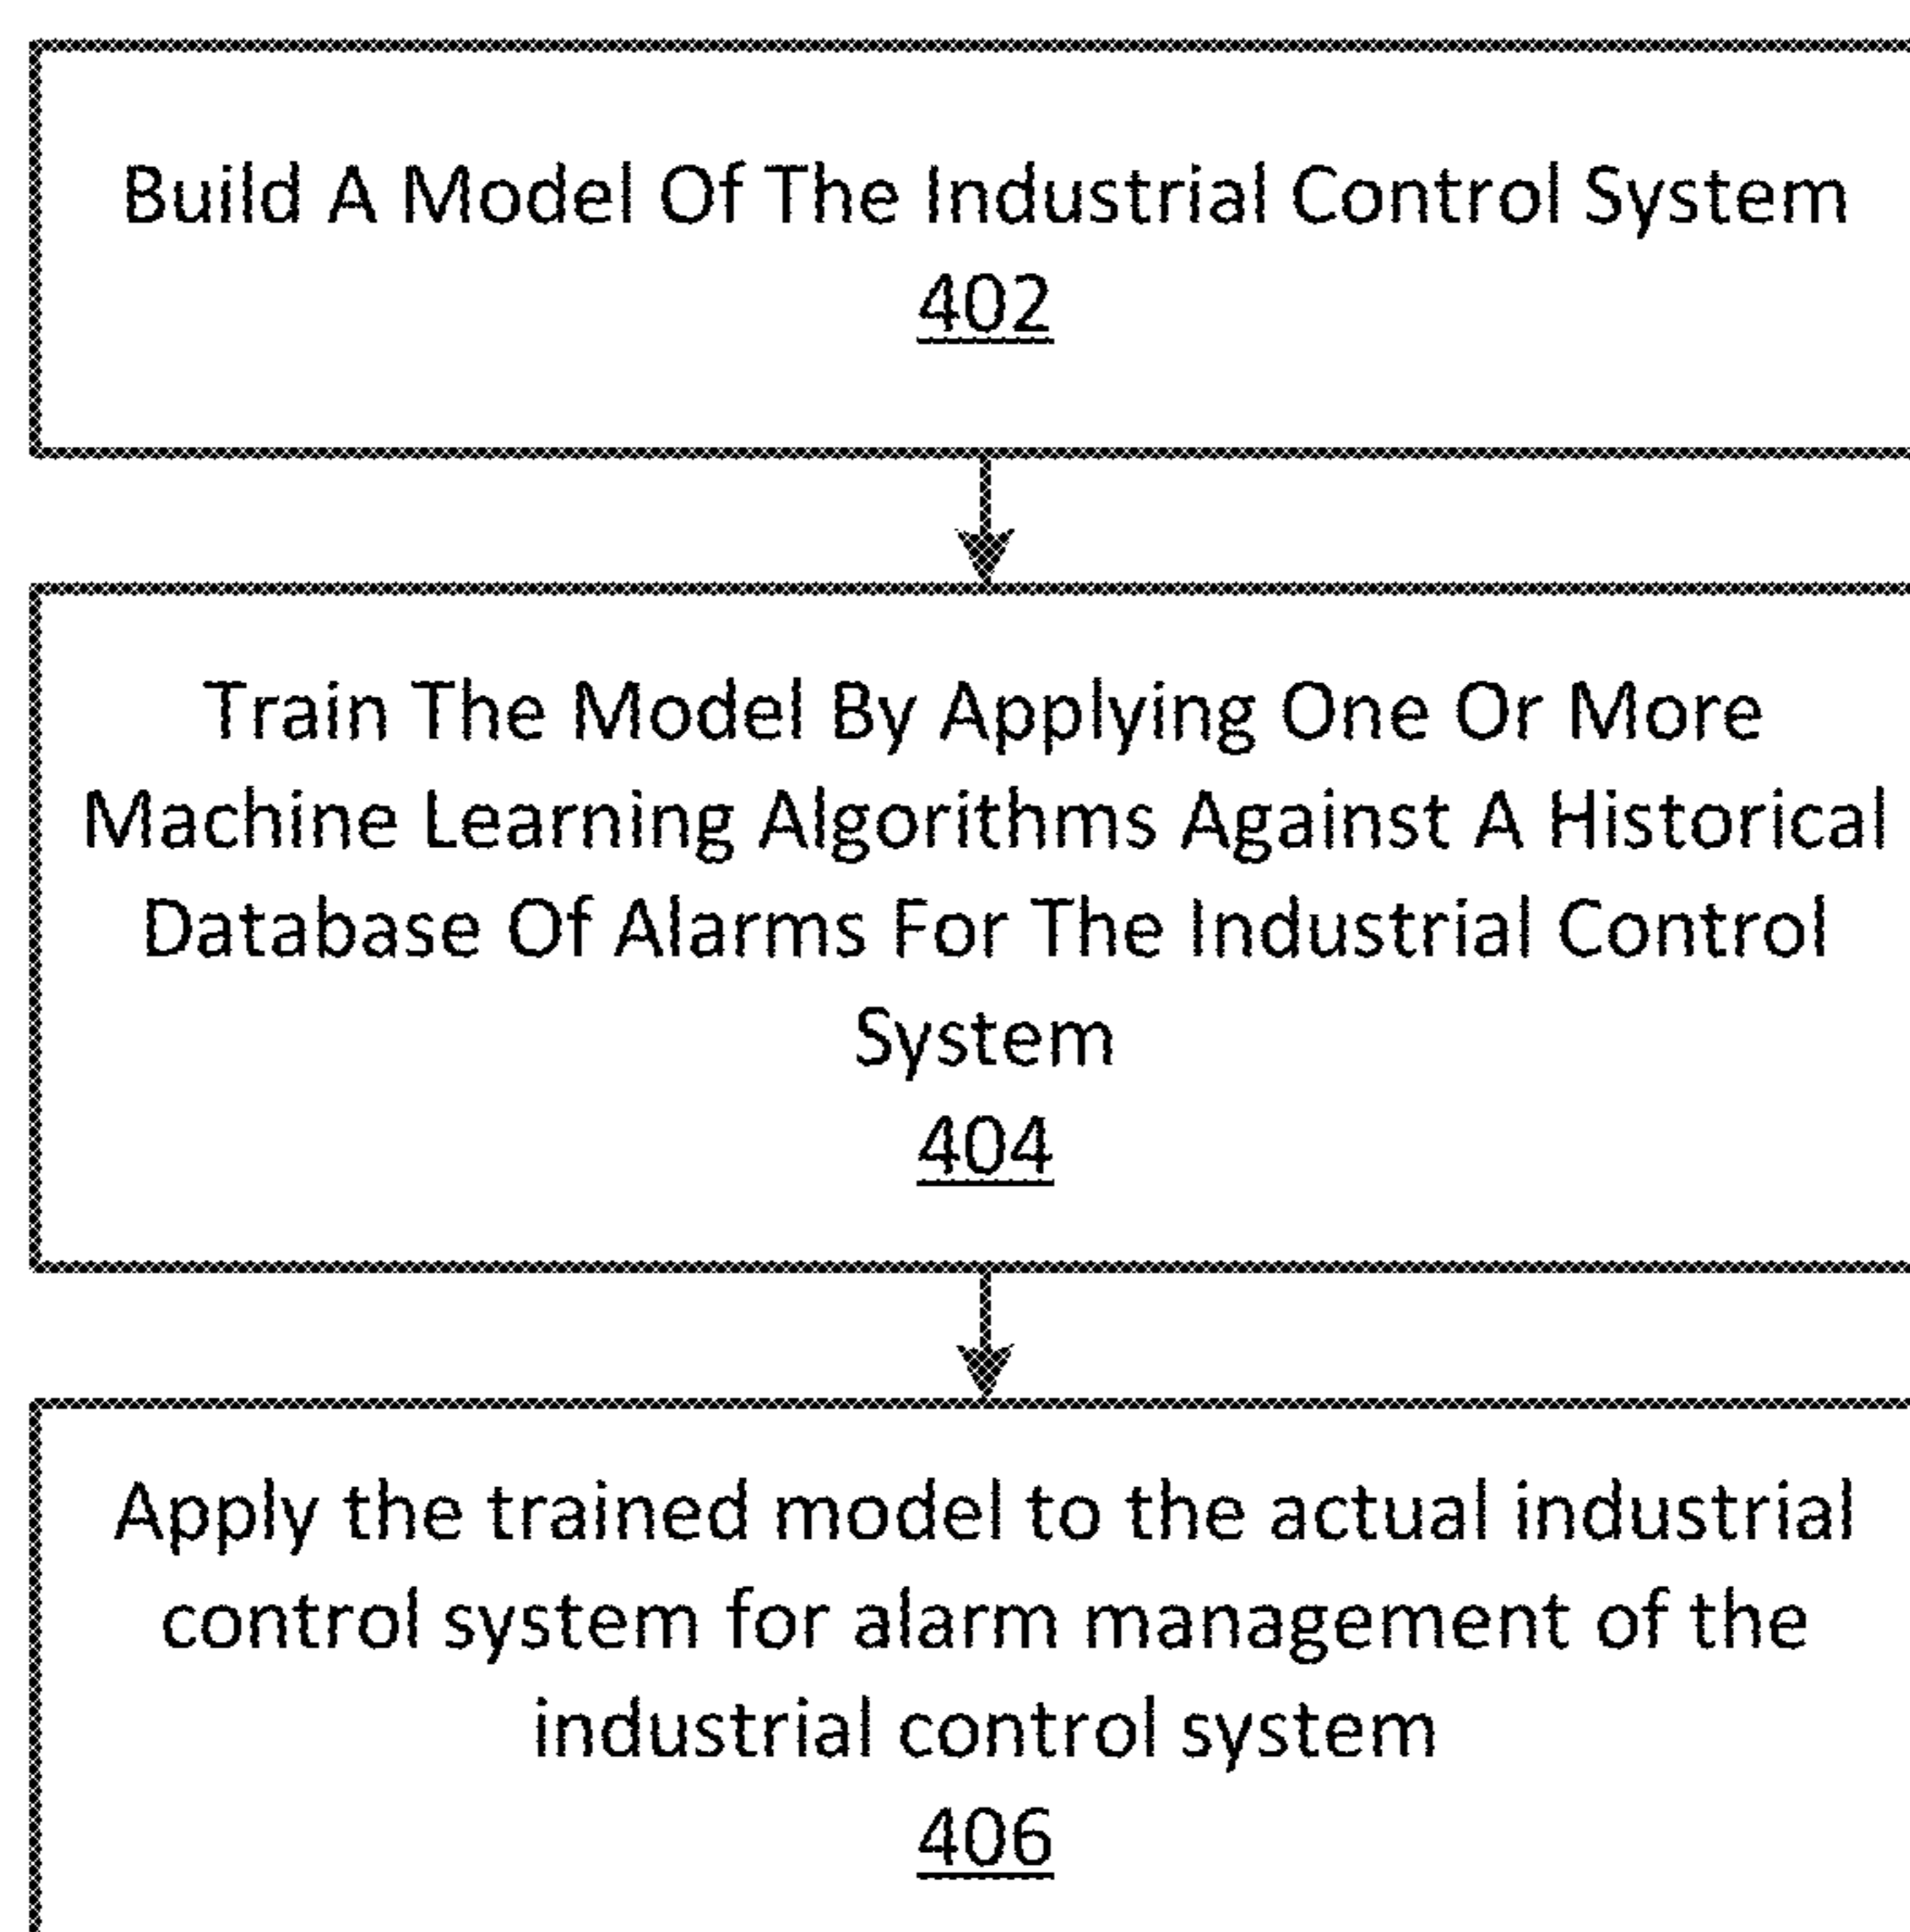 Build A Model Of The Industrial Control System
402
Train The Model By Applying One Or More
Machine Learning Algorithms Against A Historical
Database Of Alarms For The Industrial Control
System
404
Apply the trained model to the actual industrial
control system for alarm management of the
industrial control system
406